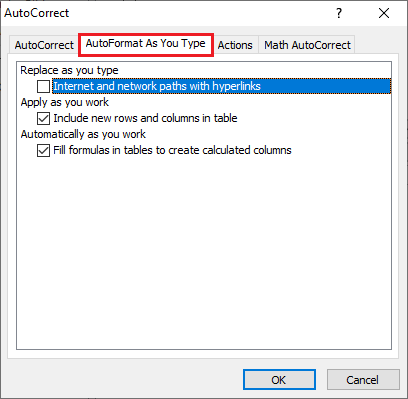 AutoCorrect ?
AutoCorrect AutoFormat As You Type Actions Math AutoCorrect
Replace as you type
Internet and network paths with hyperlinks
Apply as you work
Include new rows and columns in table
Automatically as you work
Fill formulas in tables to create calculated columns
OK Cancel